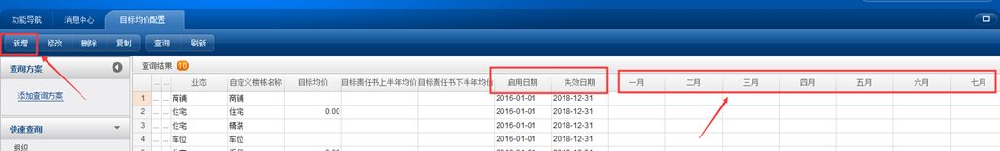 功能导航 消息中心 目标均价配置
新增 修改 删除 复制 查询 刷新
查询方案
添加查询方案
快速查询
组织
查询结果 10
... ... 业态 自定义楼栋名称 目标均价 目标责任书上半年均价 目标责任书下半年均价 启用日期 失效日期 一月 二月 三月 四月 五月 六月 七月
1 ... ... 商铺 商铺 2016-01-01 2018-12-31
2 ... ... 住宅 住宅 0.00 2016-01-01 2018-12-31
3 ... ... 住宅 精装 2016-01-01 2018-12-31
4 ... ... 车位 车位 2016-01-01 2018-12-31